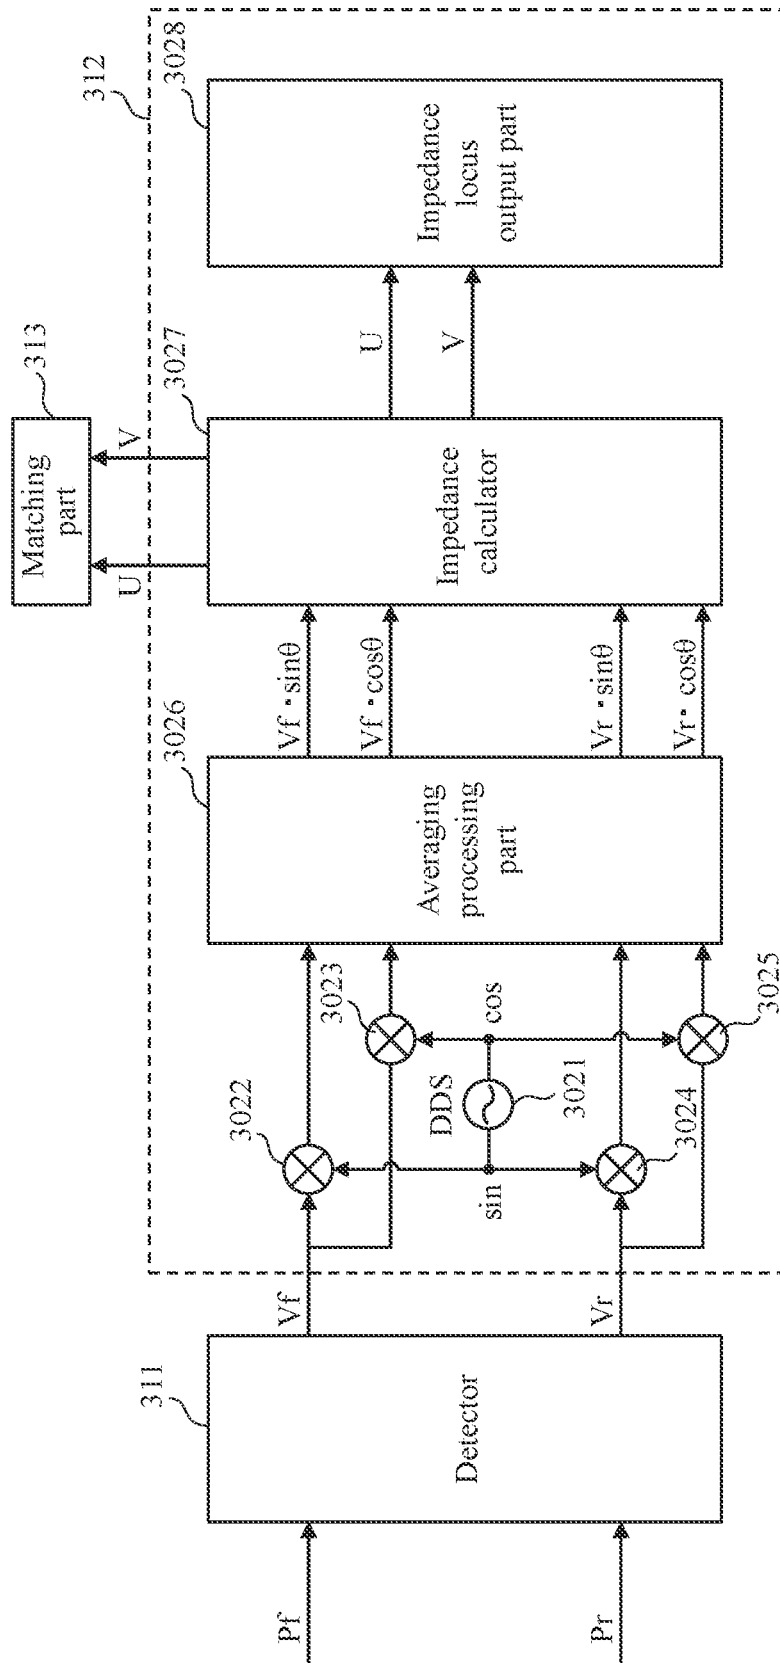 Pf
Pr
311
Detector
Vf
Vr
312
3022
3023
DDS
3021
sin
cos
3024
3025
3026
Averaging
processing
part
Vf・sinθ
Vf・cosθ
Vr・sinθ
Vr・cosθ
3027
Impedance
calculator
U
V
313
Matching
part
U
V
3028
Impedance
locus
output part